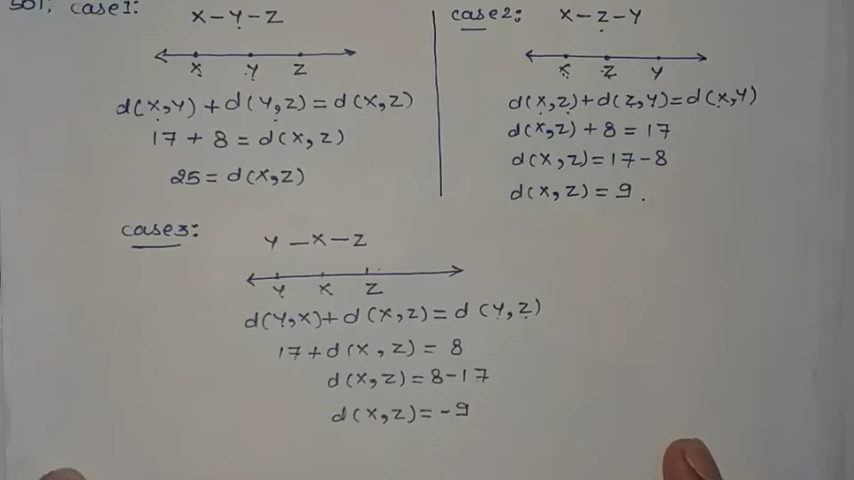 Sol; case1:
X-Y-Z
X Y Z
d(X,Y)+d(Y,Z)=d(X,Z)
17+8=d(X,Z)
25=d(X,Z)
case2:
X-Z-Y
X Z Y
d(X,Z)+d(Z,Y)=d(X,Y)
d(X,Z)+8=17
d(X,Z)=17-8
d(X,Z)=9.
case3:
Y-X-Z
Y X Z
d(Y,X)+d(X,Z)=d(Y,Z)
17+d(X,Z)=8
d(X,Z)=8-17
d(X,Z)=-9